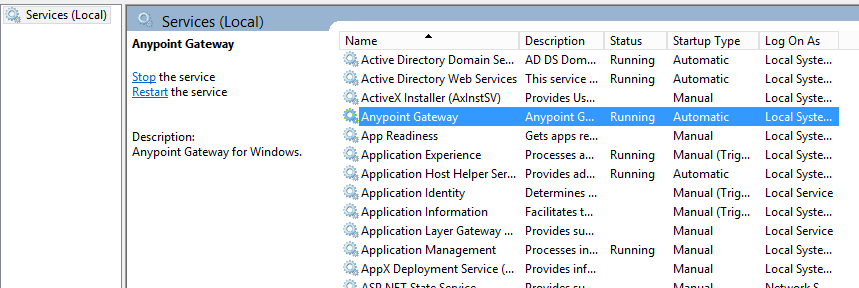 Services (Local)
Services (Local)
Anypoint Gateway
Stop the service
Restart the service
Description:
Anypoint Gateway for Windows.
Name Description Status Startup Type Log On As
Active Directory Domain Se... AD DS Dom... Running Automatic Local Syste...
Active Directory Web Services This service ... Running Automatic Local Syste...
ActiveX Installer (AxInstSV) Provides Us... Manual Local Syste...
Anypoint Gateway Anypoint G... Running Automatic Local Syste...
App Readiness Gets apps re... Manual Local Syste...
Application Experience Processes a... Running Manual (Trig... Local Syste...
Application Host Helper Ser... Provides ad... Running Automatic Local Syste...
Application Identity Determines ... Manual (Trig... Local Service
Application Information Facilitates t... Manual (Trig... Local Syste...
Application Layer Gateway ... Provides su... Manual Local Service
Application Management Processes in... Running Manual Local Syste...
AppX Deployment Service (... Provides inf... Manual Local Syste...
ASP.NET State Service Provides su... Manual Network S...